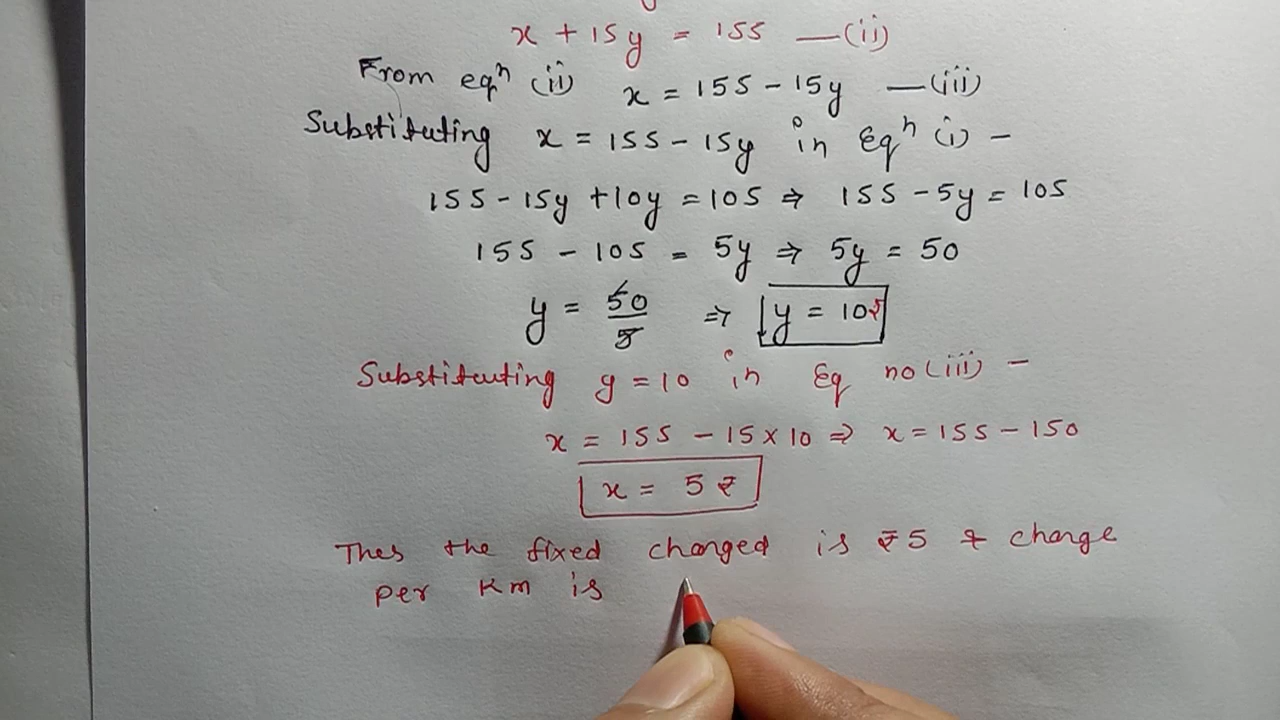 x + 15y = 155 —(ii)
From eqⁿ (ii) x = 155 - 15y —(iii)
Substituting x = 155 - 15y in Eqⁿ (i) -
155 - 15y + 10y = 105 ⇒ 155 - 5y = 105
155 - 105 = 5y ⇒ 5y = 50
y = 50/5 ⇒ y = 10₹
Substituting y = 10 in Eq no (iii) -
x = 155 - 15 × 10 ⇒ x = 155 - 150
x = 5 ₹
Thes the fixed charged is ₹5 & charge
per Km is